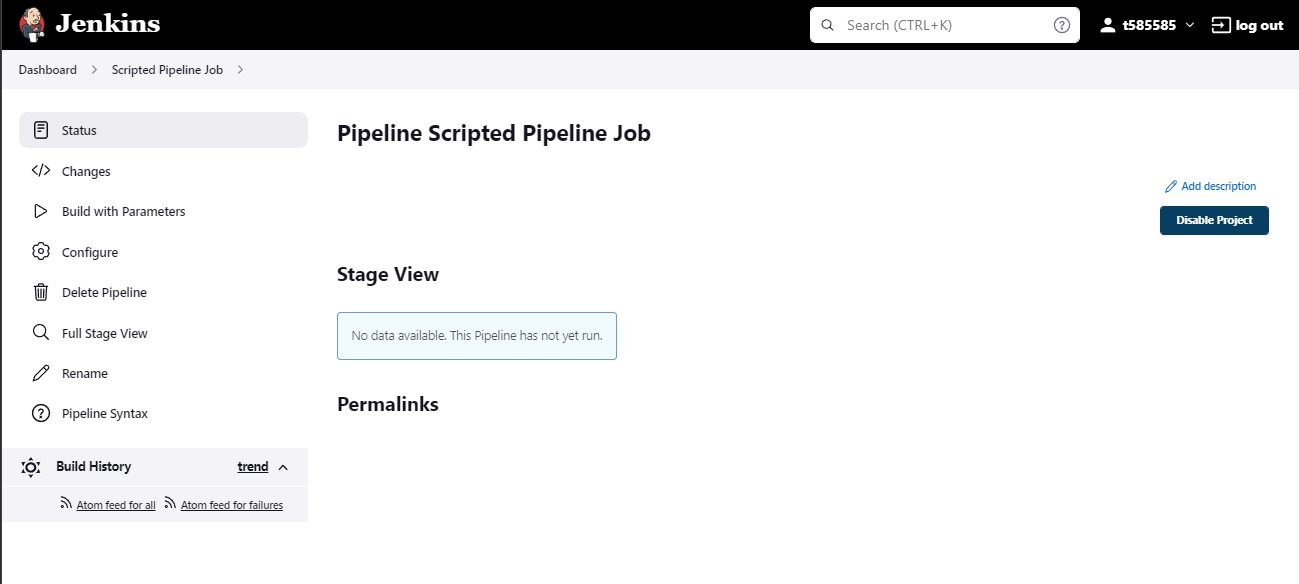 Jenkins
Search (CTRL+K)
t585585
log out
Dashboard
Scripted Pipeline Job
Status
Changes
Build with Parameters
Configure
Delete Pipeline
Full Stage View
Rename
Pipeline Syntax
Build History
trend
Atom feed for all
Atom feed for failures
Pipeline Scripted Pipeline Job
Add description
Disable Project
Stage View
No data available. This Pipeline has not yet run.
Permalinks